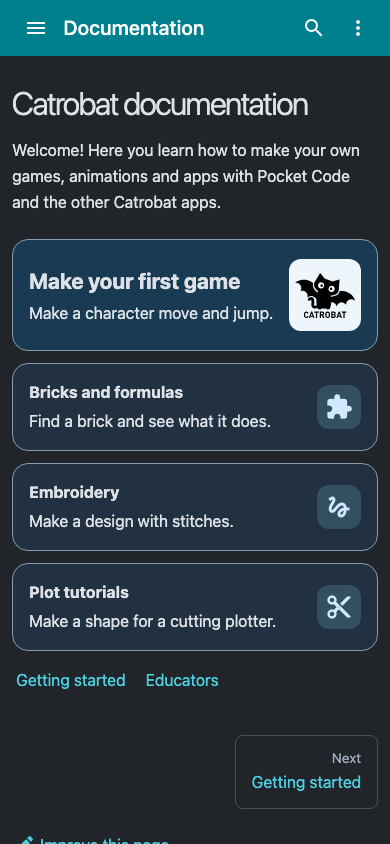 Documentation
Catrobat documentation
Welcome! Here you learn how to make your own
games, animations and apps with Pocket Code
and the other Catrobat apps.
Make your first game
Make a character move and jump.
CATROBAT
Bricks and formulas
Find a brick and see what it does.
Embroidery
Make a design with stitches.
Plot tutorials
Make a shape for a cutting plotter.
Getting started Educators
Next
Getting started
Improve this page